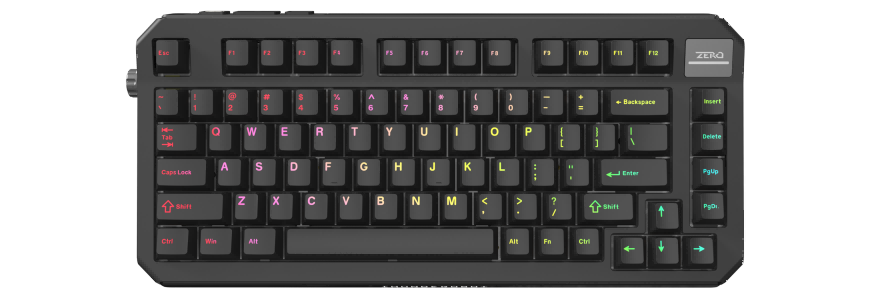 Esc F1 F2 F3 F4 F5 F6 F7 F8 F9 F10 F11 F12 ZERO
~ ! @ # $ % ^ & * ( ) — +
` 1 2 3 4 5 6 7 8 9 0 - = ← Backspace Insert
Tab Q W E R T Y U I O P { } | Delete
[ ] \
Caps Lock A S D F G H J K L : " Enter PgUp
; '
Shift Z X C V B N M < > ? Shift ↑ PgDn
, . /
Ctrl Win Alt Alt Fn Ctrl ← ↓ →